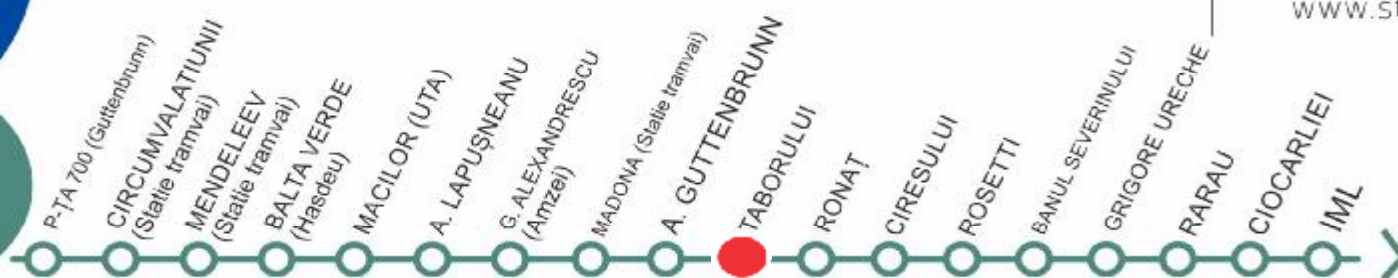 www.st
P-ȚA 700 (Guttenbrunn)
CIRCUMVALATIUNII
(Statie tramvai)
MENDELEEV
(Statie tramvai)
BALTA VERDE
(Hasdeu)
MACILOR (UTA)
A. LAPUȘNEANU
G. ALEXANDRESCU
(Amzei)
MADONA (Statie tramvai)
A. GUTTENBRUNN
TABORULUI
RONAȚ
CIRESULUI
ROSETTI
BANUL SEVERINULUI
GRIGORE URECHE
RARAU
CIOCARLIEI
IML